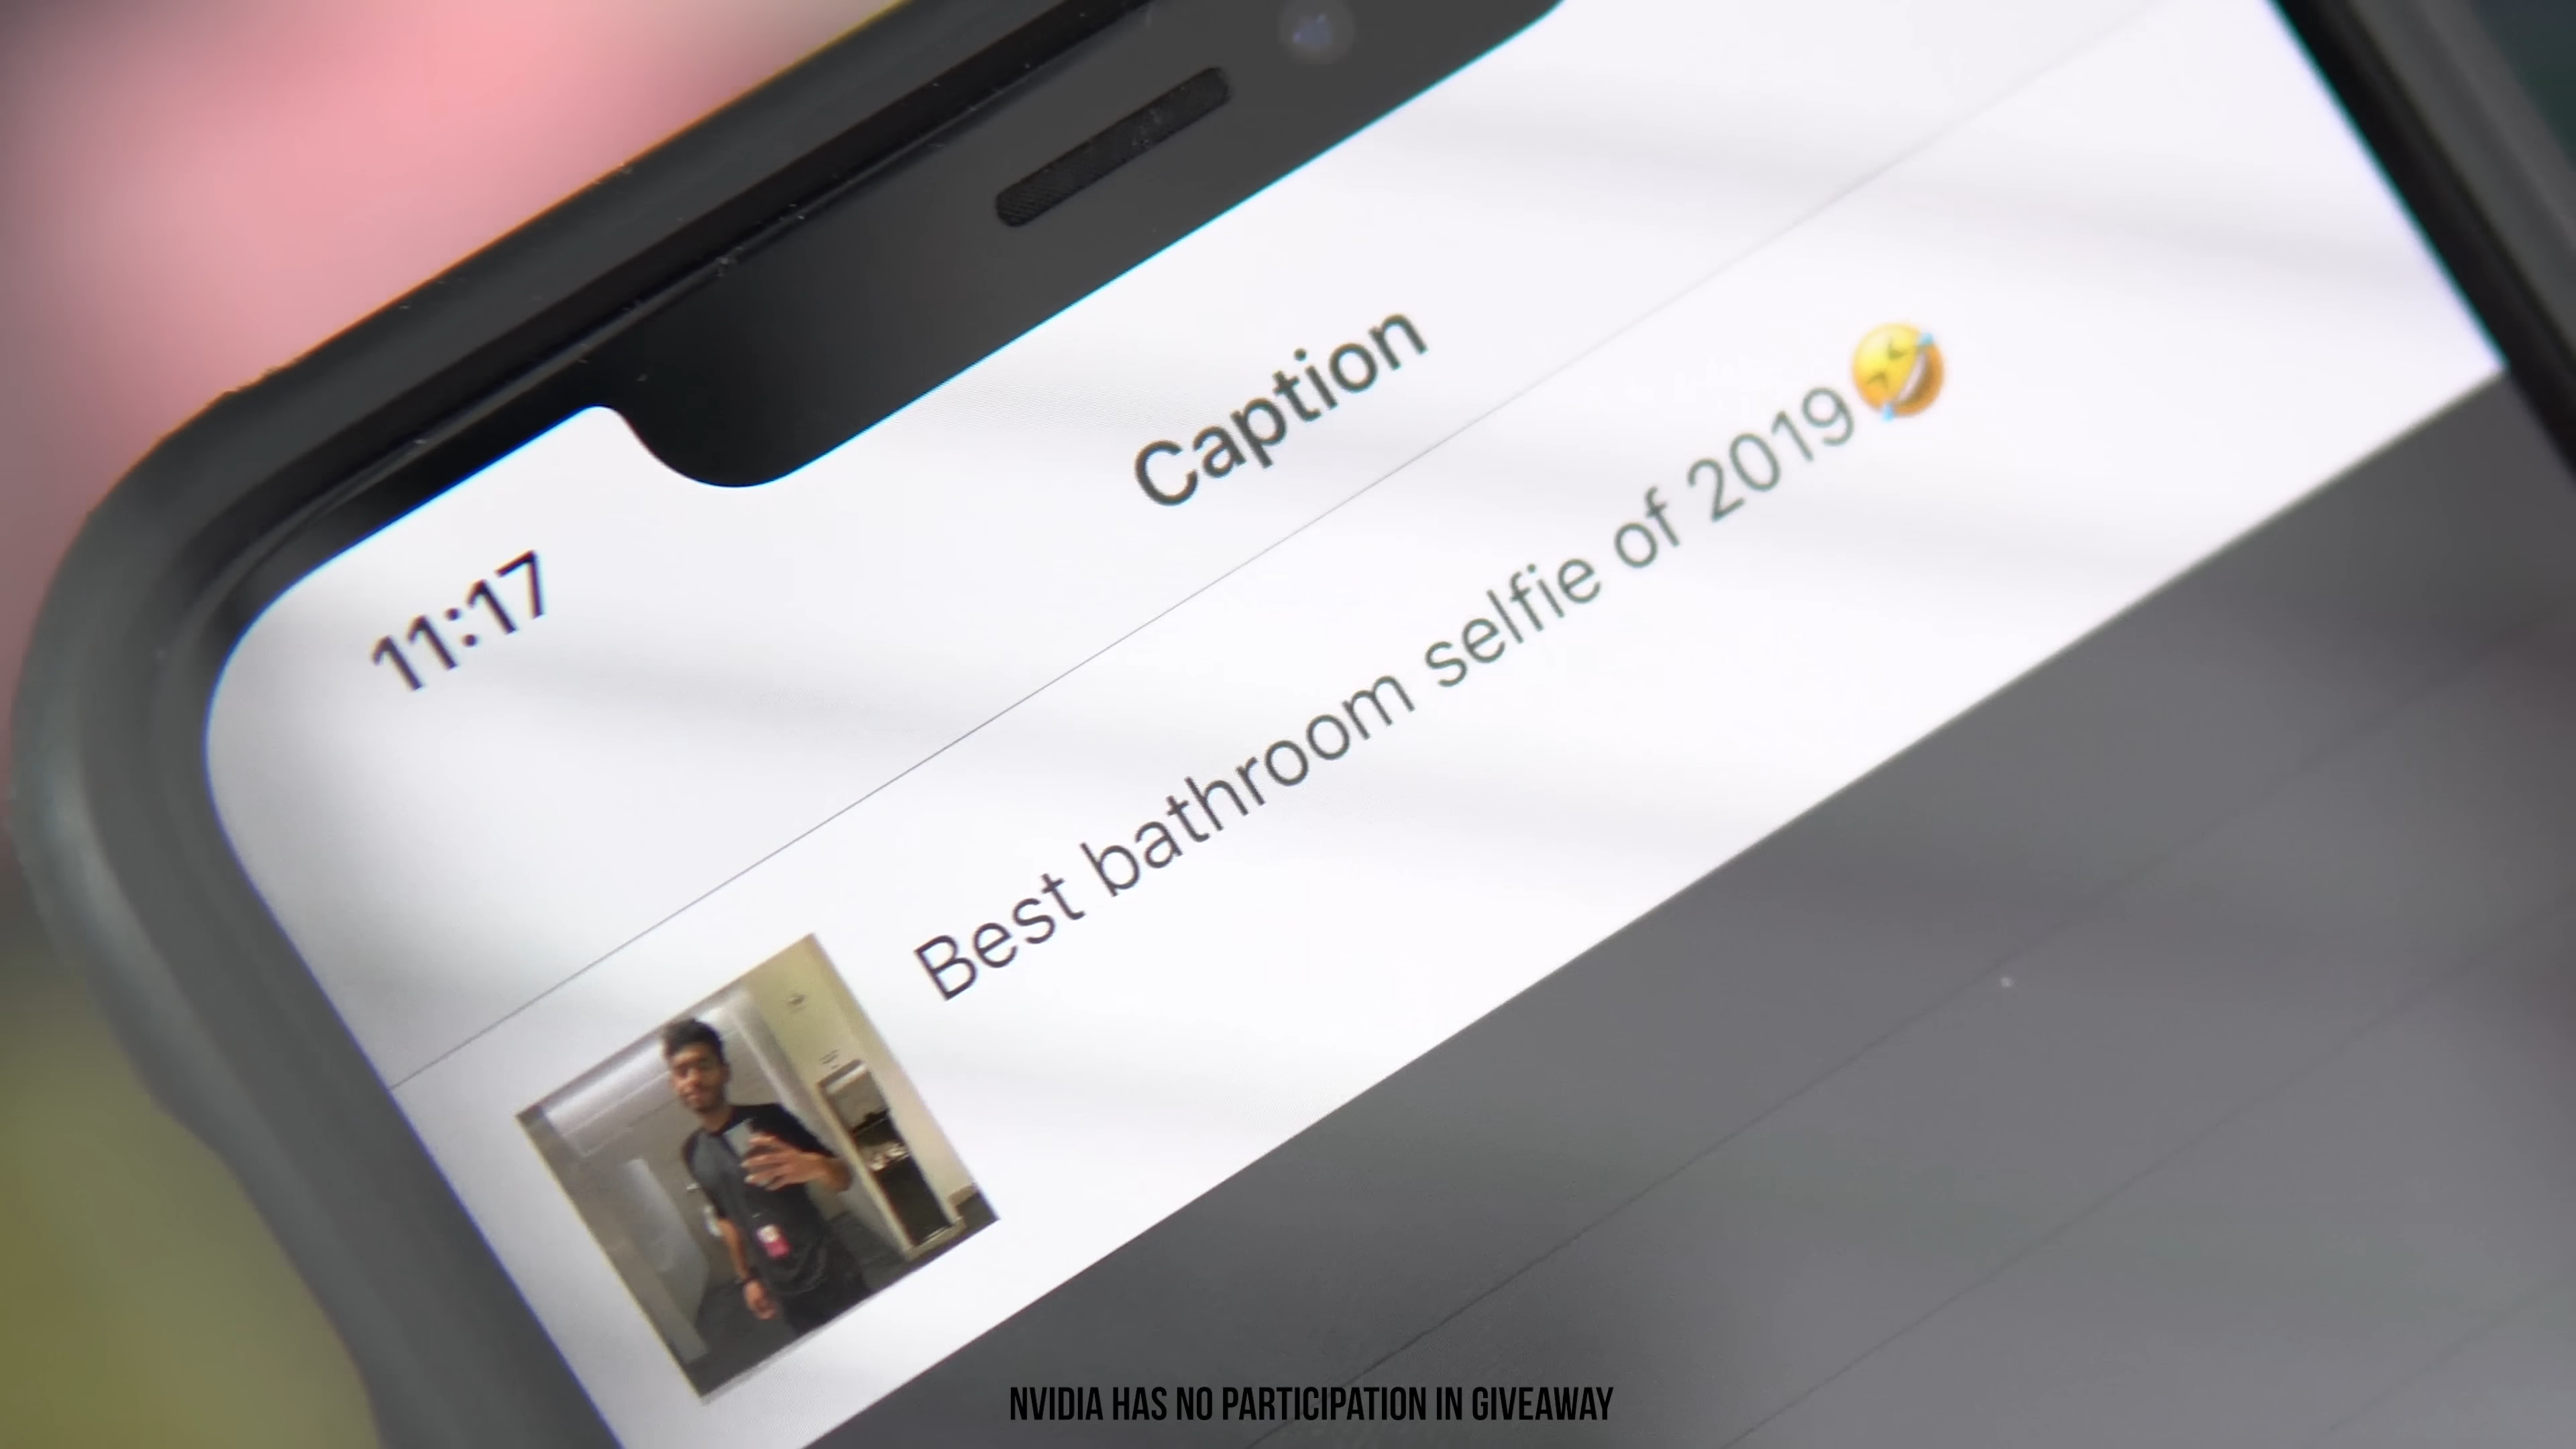 11:17
Caption
Best bathroom selfie of 2019🤣
NVIDIA HAS NO PARTICIPATION IN GIVEAWAY